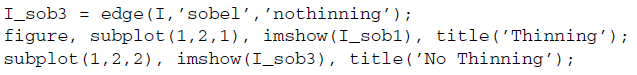 I_sob3 = edge(I,'sobel','nothinning');
figure, subplot(1,2,1), imshow(I_sob1), title('Thinning');
subplot(1,2,2), imshow(I_sob3), title('No Thinning');